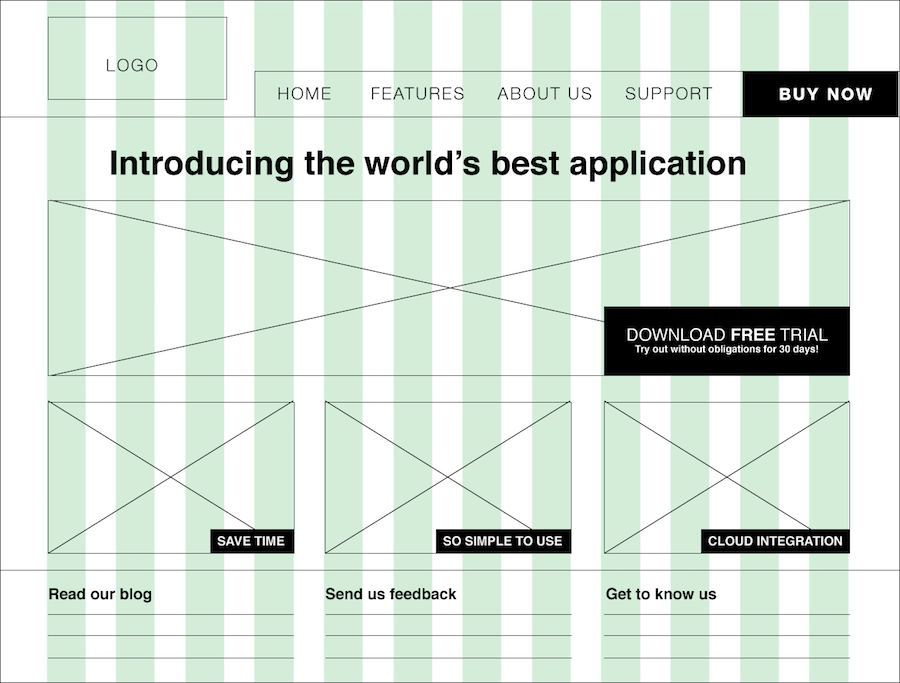 LOGO
HOME FEATURES ABOUT US SUPPORT BUY NOW
Introducing the world’s best application
DOWNLOAD FREE TRIAL
Try out without obligations for 30 days!
SAVE TIME SO SIMPLE TO USE CLOUD INTEGRATION
Read our blog Send us feedback Get to know us